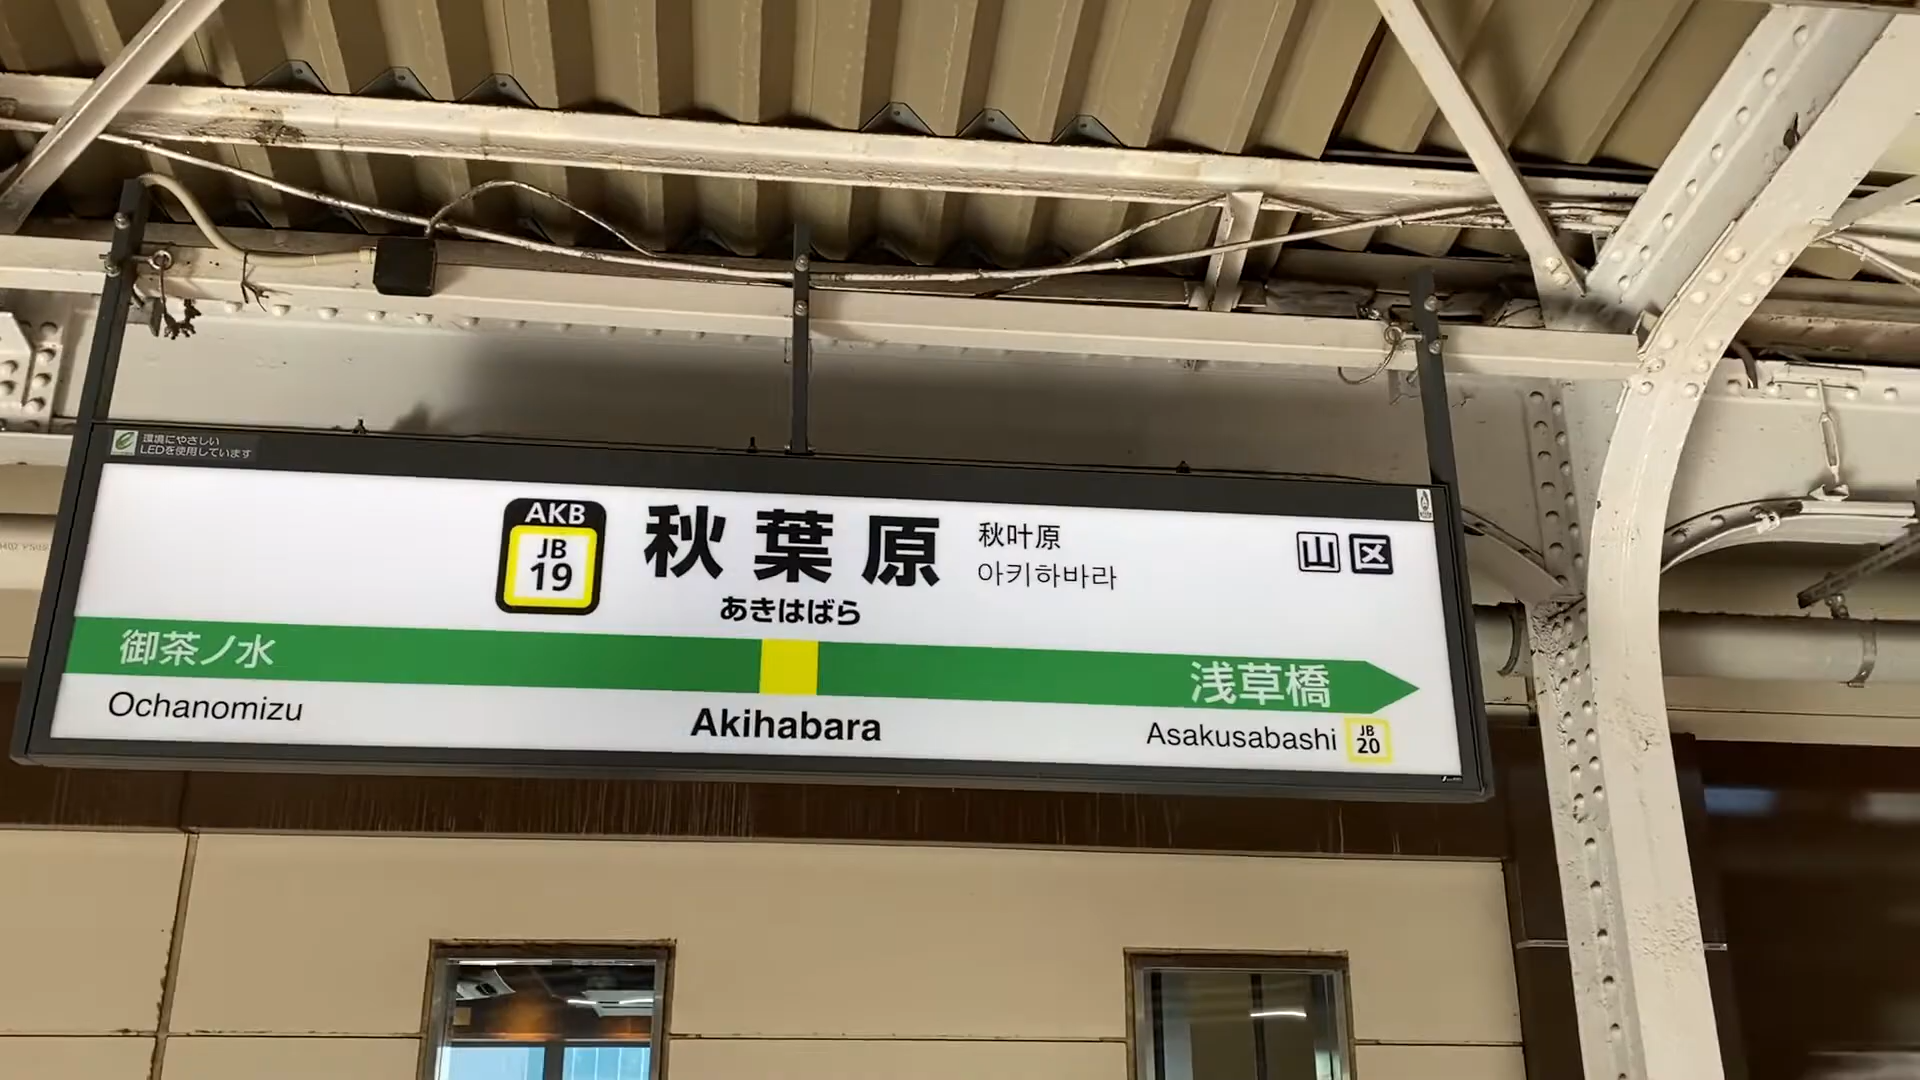 環境にやさしい
LEDを使用しています
AKB
JB
19
秋葉原
秋叶原
아키하바라
山 区
あきはばら
御茶ノ水
浅草橋
Ochanomizu
Akihabara
Asakusabashi
JB
20